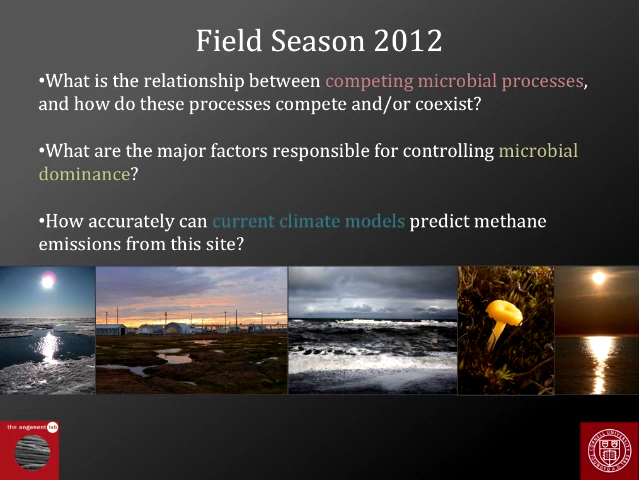 Field Season 2012
•What is the relationship between competing microbial processes,
and how do these processes compete and/or coexist?
•What are the major factors responsible for controlling microbial
dominance?
•How accurately can current climate models predict methane
emissions from this site?
the angenent lab